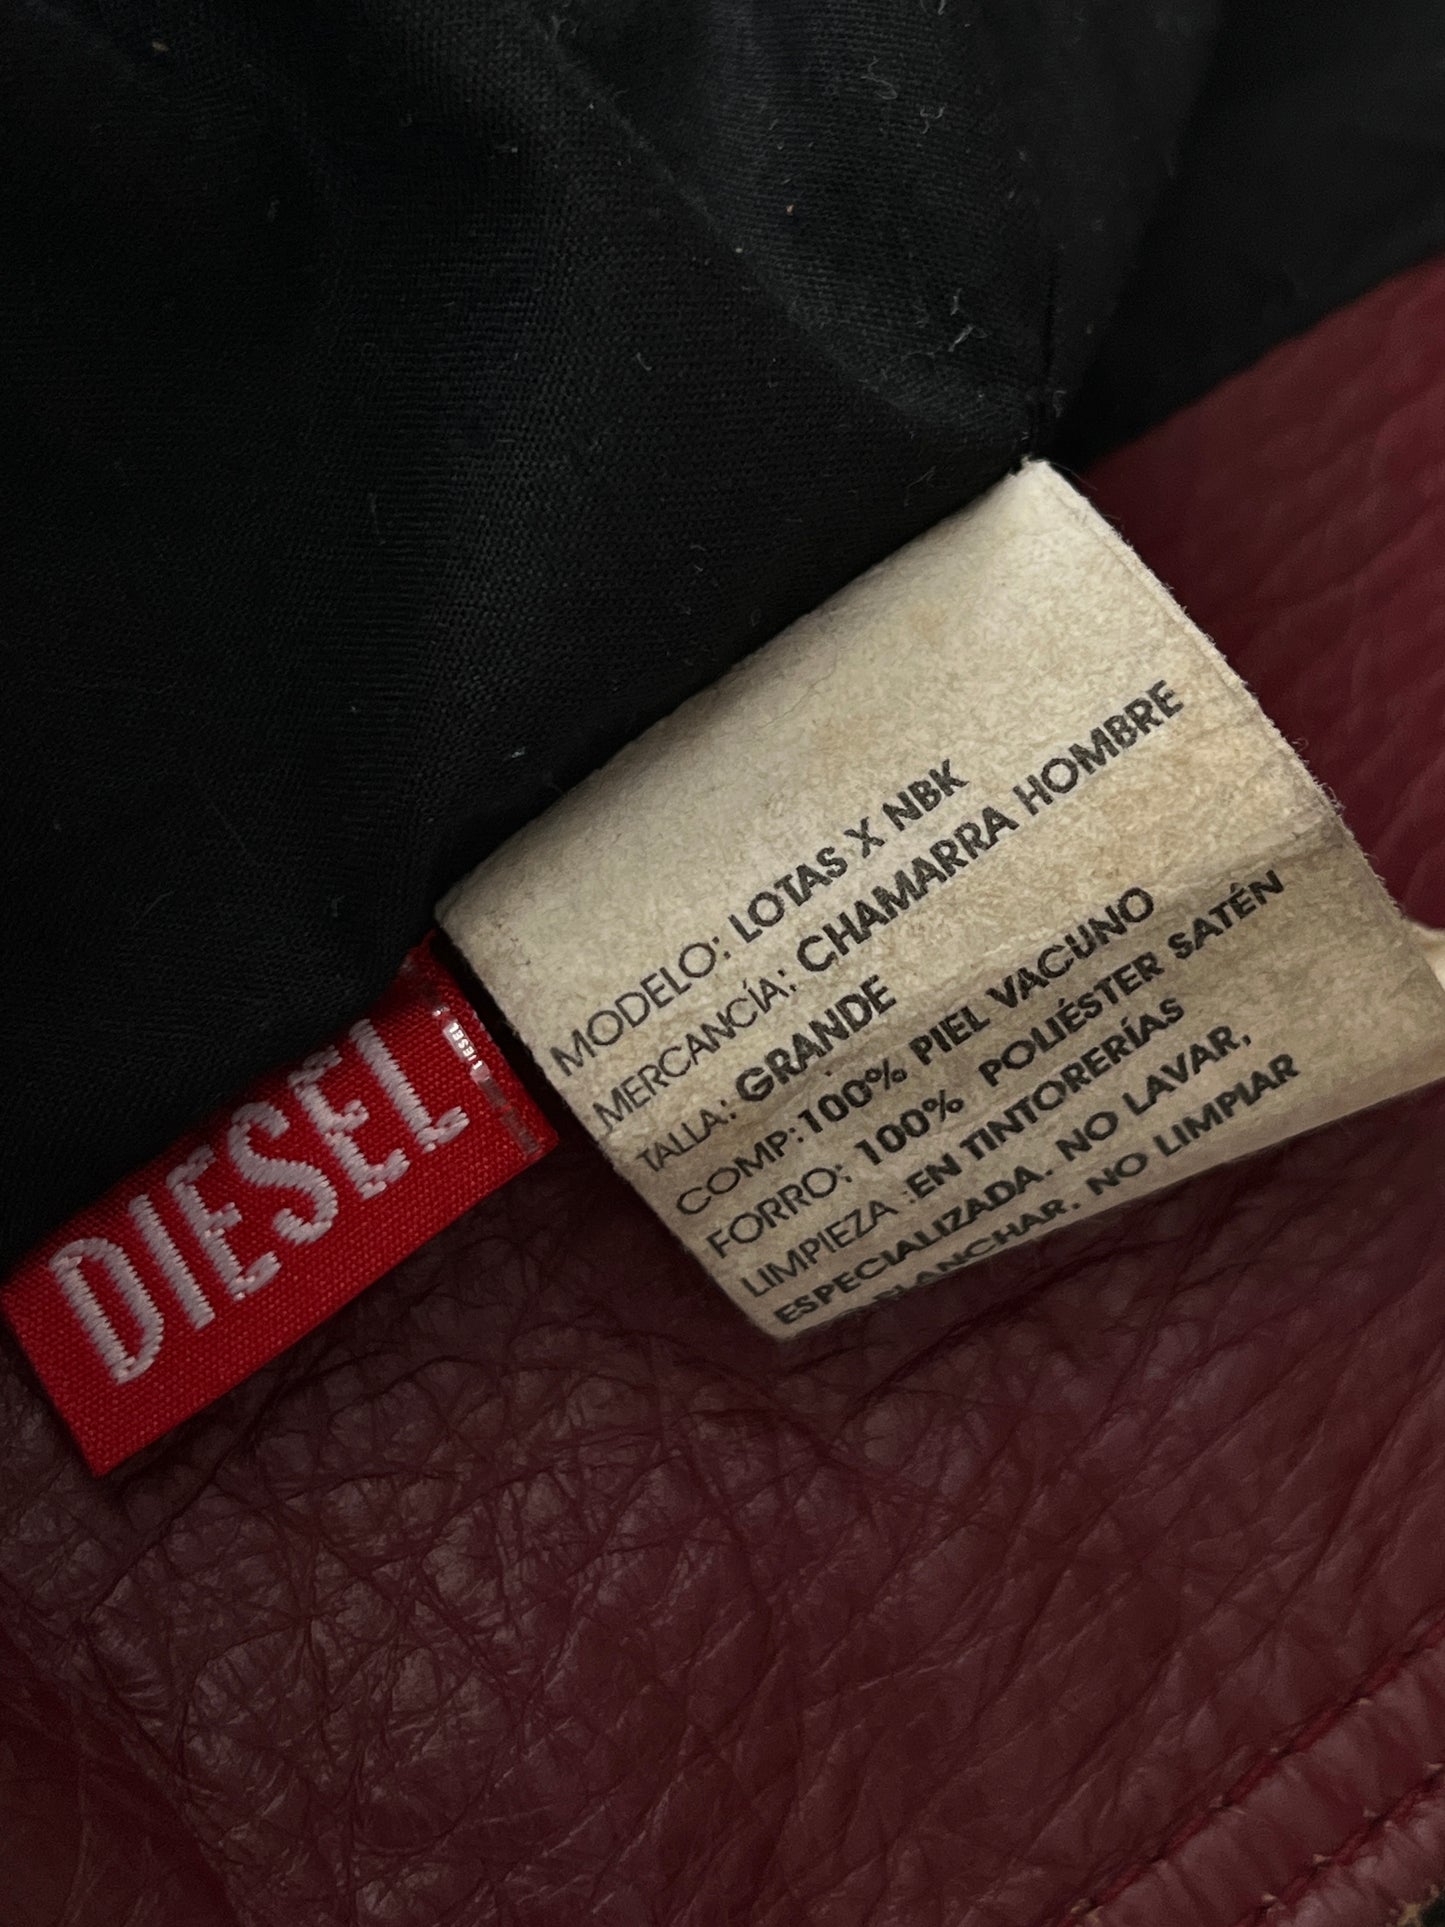 MODELO: LOTAS X NBK
MERCANCÍA: CHAMARRA HOMBRE
TALLA: GRANDE
COMP: 100% PIEL VACUNO
FORRO: 100% POLIÉSTER SATÉN
LIMPIEZA :EN TINTORERÍAS
ESPECIALIZADA. NO LAVAR,
PLANCHAR. NO LIMPIAR
DIESEL
DIESEL